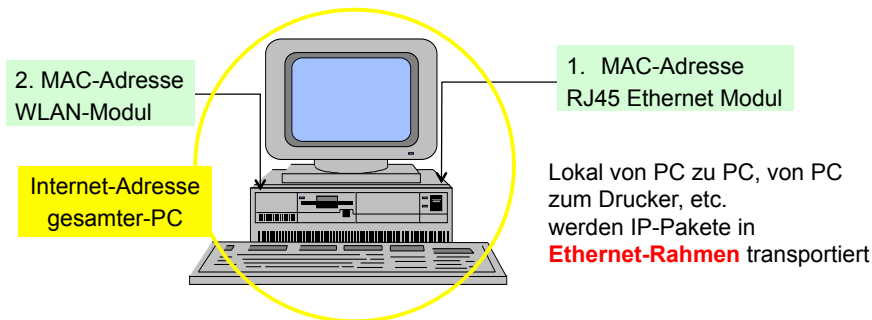 2. MAC-Adresse
WLAN-Modul
1. MAC-Adresse
RJ45 Ethernet Modul
Internet-Adresse
gesamter-PC
Lokal von PC zu PC, von PC
zum Drucker, etc.
werden IP-Pakete in
Ethernet-Rahmen transportiert